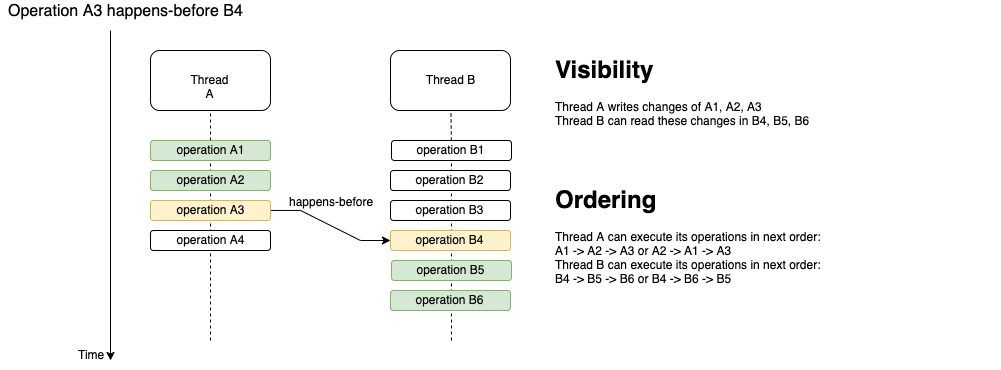 Operation A3 happens-before B4
Thread
A
Thread B
Visibility
Thread A writes changes of A1, A2, A3
Thread B can read these changes in B4, B5, B6
operation A1
operation B1
operation A2
operation B2
happens-before
operation A3
operation B3
operation A4
operation B4
operation B5
operation B6
Ordering
Thread A can execute its operations in next order:
A1 -> A2 -> A3 or A2 -> A1 -> A3
Thread B can execute its operations in next order:
B4 -> B5 -> B6 or B4 -> B6 -> B5
Time